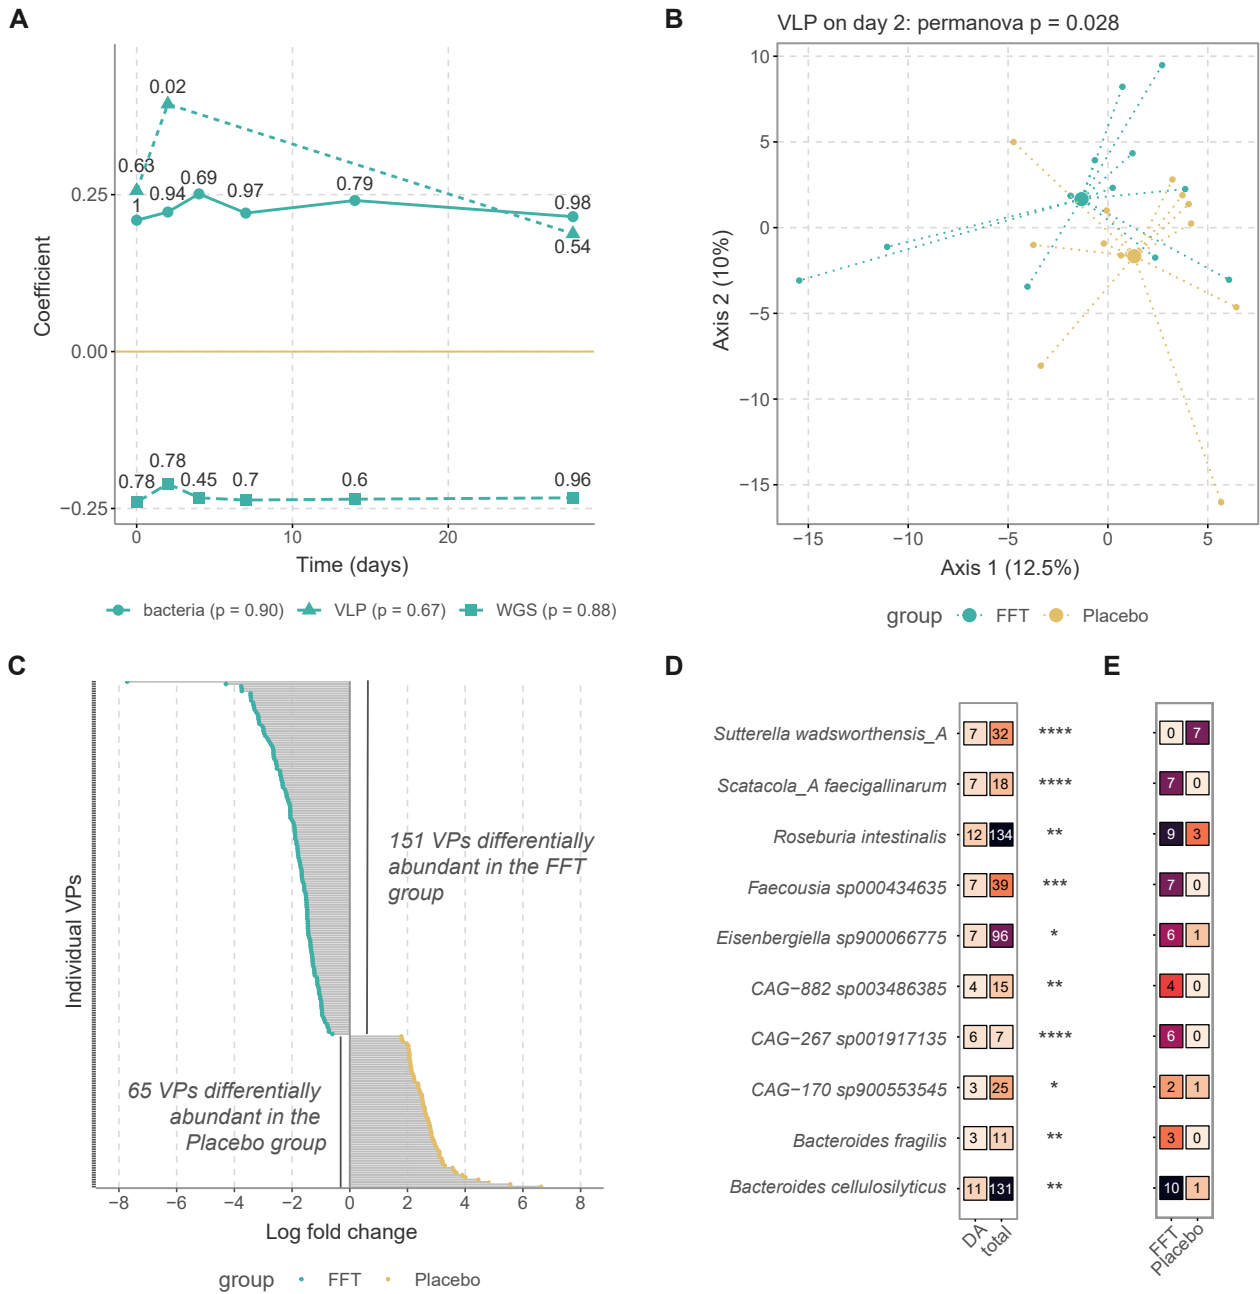 A
0.02
0.63
1
0.94
0.69
0.97
0.79
0.98
0.54
0.78
0.78
0.45
0.7
0.6
0.96
0.25
0.00
−0.25
Coefficient
0
10
20
Time (days)
bacteria (p = 0.90)
VLP (p = 0.67)
WGS (p = 0.88)
B
VLP on day 2: permanova p = 0.028
10
5
0
−5
−10
−15
Axis 2 (10%)
−15
−10
−5
0
5
Axis 1 (12.5%)
group
FFT
Placebo
C
Individual VPs
151 VPs differentially
abundant in the FFT
group
65 VPs differentially
abundant in the
Placebo group
−8
−6
−4
−2
0
2
4
6
8
Log fold change
group
FFT
Placebo
D
Sutterella wadsworthensis_A 7 32 ****
Scatacola_A faecigallinarum 7 18 ****
Roseburia intestinalis 12 134 **
Faecousia sp000434635 7 39 ***
Eisenbergiella sp900066775 7 96 *
CAG−882 sp003486385 4 15 **
CAG−267 sp001917135 6 7 ****
CAG−170 sp900553545 3 25 *
Bacteroides fragilis 3 11 **
Bacteroides cellulosilyticus 11 131 **
DA
total
E
0 7
7 0
9 3
7 0
6 1
4 0
6 0
2 1
3 0
10 1
FFT
Placebo